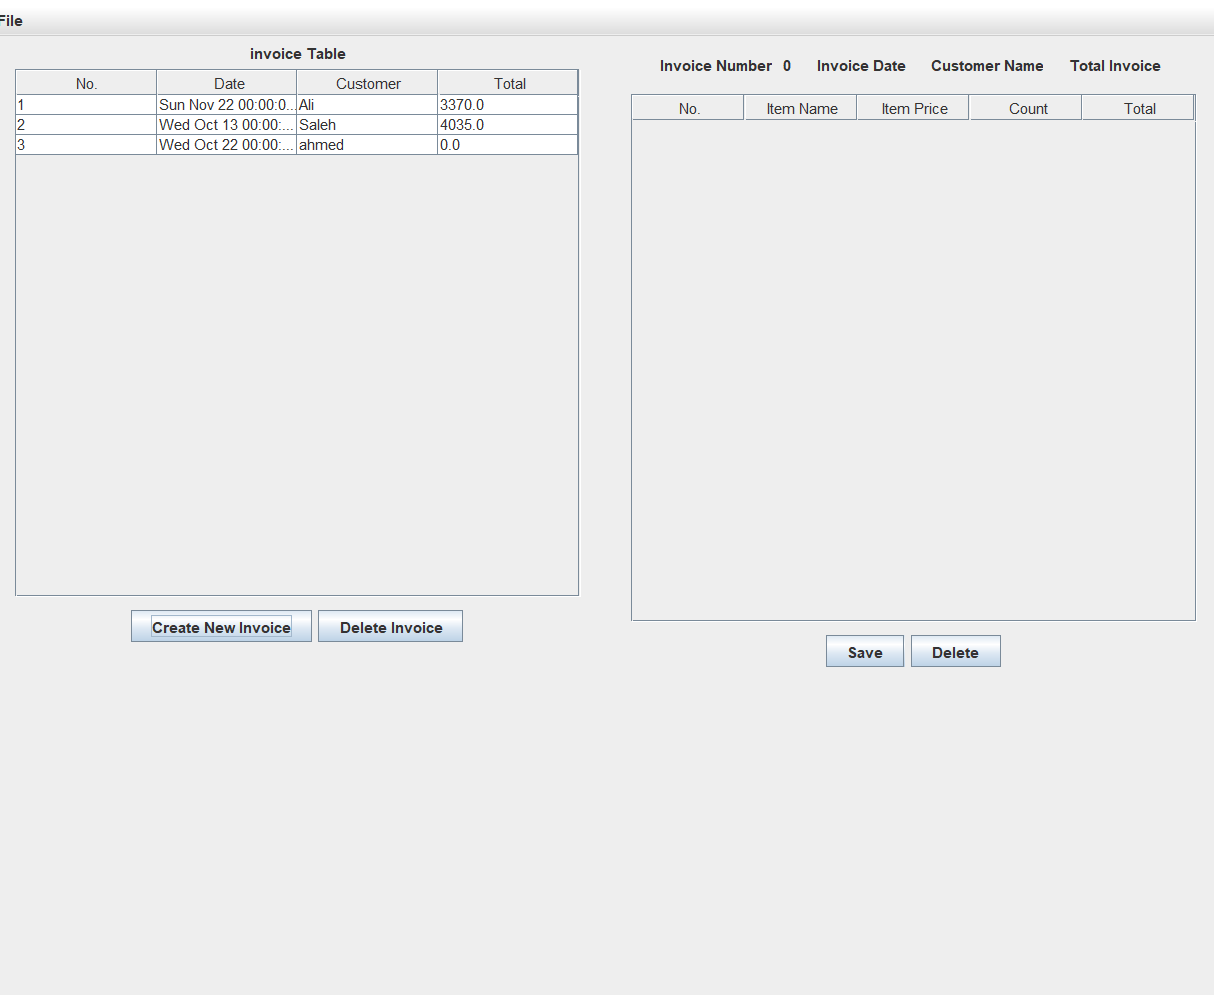 File
invoice Table
No. Date Customer Total
1 Sun Nov 22 00:00:0... Ali 3370.0
2 Wed Oct 13 00:00:... Saleh 4035.0
3 Wed Oct 22 00:00:... ahmed 0.0
Create New Invoice Delete Invoice
Invoice Number 0 Invoice Date Customer Name Total Invoice
No. Item Name Item Price Count Total
Save Delete